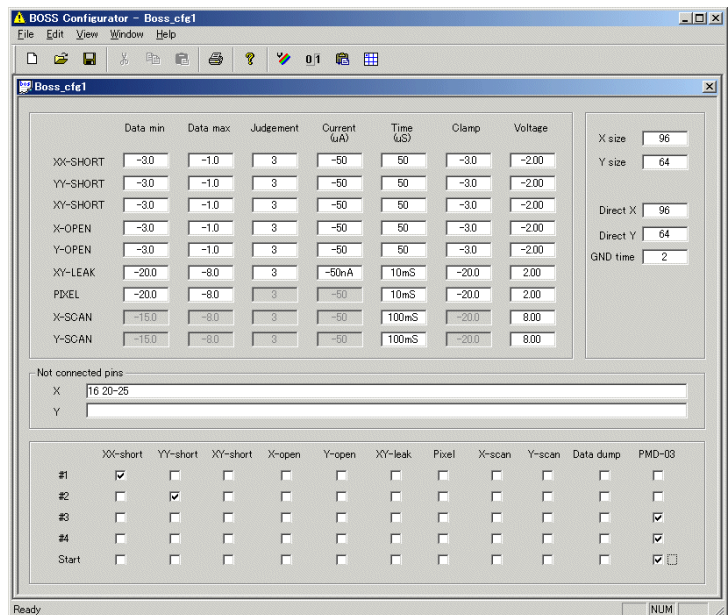 BOSS Configurator - Boss_cfg1
File Edit View Window Help
0|1
Boss_cfg1
Data min Data max Judgement Current (uA) Time (uS) Clamp Voltage
XX-SHORT -3.0 -1.0 3 -50 50 -3.0 -2.00
YY-SHORT -3.0 -1.0 3 -50 50 -3.0 -2.00
XY-SHORT -3.0 -1.0 3 -50 50 -3.0 -2.00
X-OPEN -3.0 -1.0 3 -50 50 -3.0 -2.00
Y-OPEN -3.0 -1.0 3 -50 50 -3.0 -2.00
XY-LEAK -20.0 -8.0 3 -50nA 10mS -20.0 2.00
PIXEL -20.0 -8.0 3 -50 10mS -20.0 2.00
X-SCAN -15.0 -8.0 3 -50 100mS -20.0 8.00
Y-SCAN -15.0 -8.0 3 -50 100mS -20.0 8.00
X size 96
Y size 64
Direct X 96
Direct Y 64
GND time 2
Not connected pins
X 16 20-25
Y
XX-short YY-short XY-short X-open Y-open XY-leak Pixel X-scan Y-scan Data dump PMD-03
#1
#2
#3
#4
Start
Ready NUM